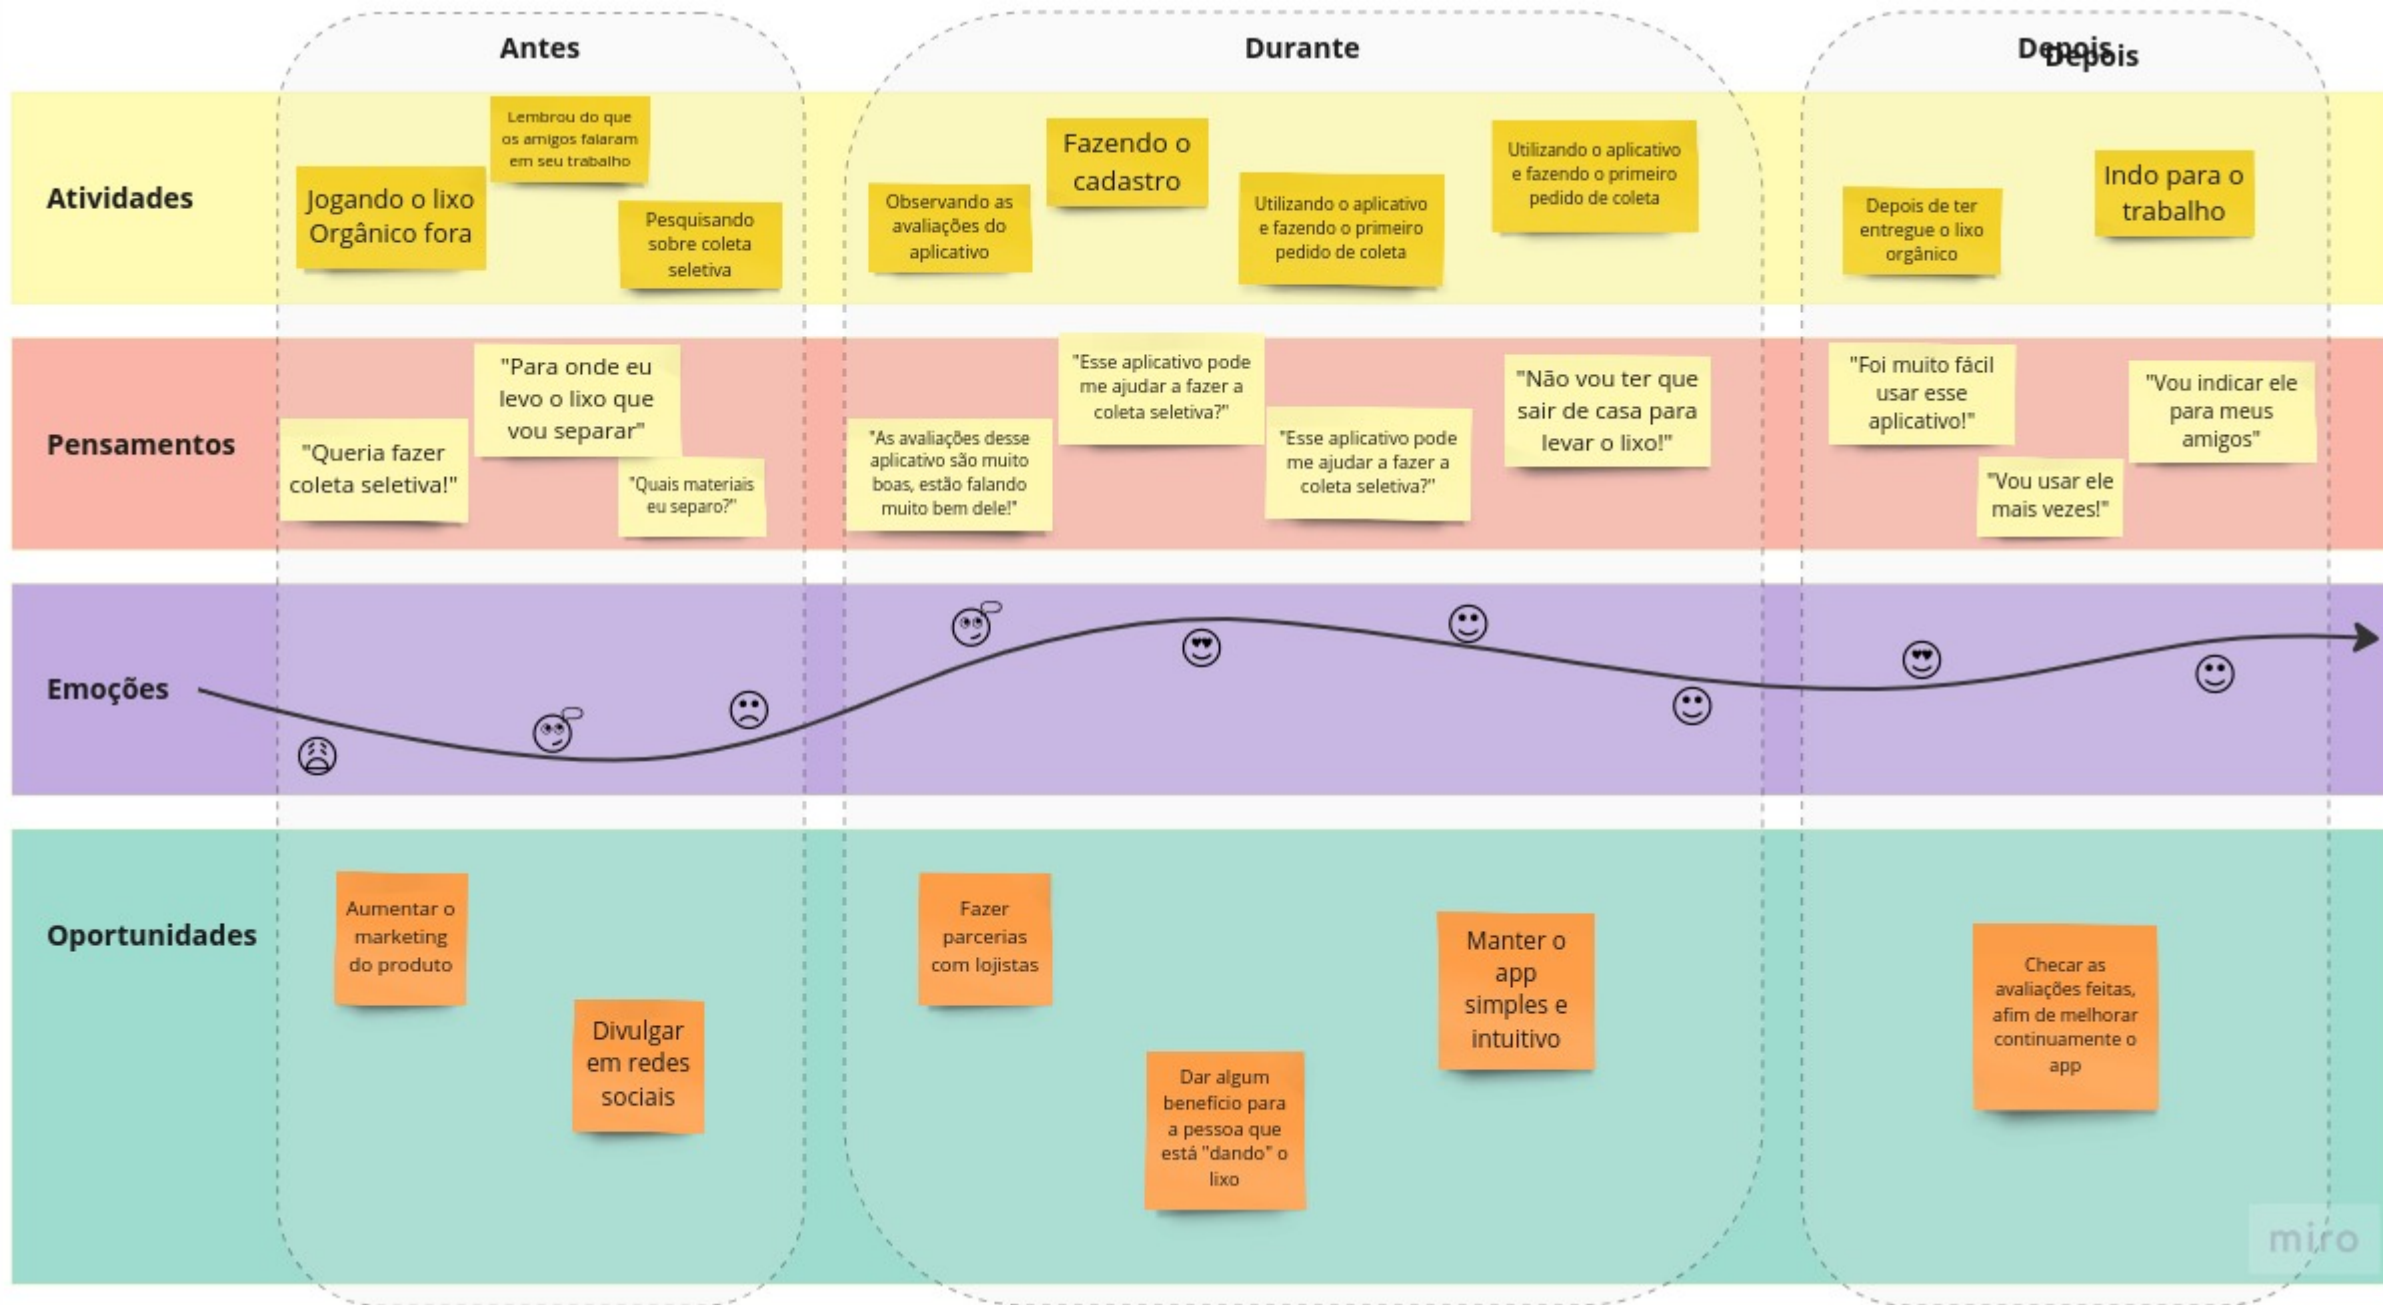 Antes
Durante
Depois
Depois
Atividades
Jogando o lixo
Orgânico fora
Lembrou do que
os amigos falaram
em seu trabalho
Pesquisando
sobre coleta
seletiva
Observando as
avaliações do
aplicativo
Fazendo o
cadastro
Utilizando o aplicativo
e fazendo o primeiro
pedido de coleta
Utilizando o aplicativo
e fazendo o primeiro
pedido de coleta
Depois de ter
entregue o lixo
orgânico
Indo para o
trabalho
Pensamentos
"Queria fazer
coleta seletiva!"
"Para onde eu
levo o lixo que
vou separar"
"Quais materiais
eu separo?"
"As avaliações desse
aplicativo são muito
boas, estão falando
muito bem dele!"
"Esse aplicativo pode
me ajudar a fazer a
coleta seletiva?"
"Esse aplicativo pode
me ajudar a fazer a
coleta seletiva?"
"Não vou ter que
sair de casa para
levar o lixo!"
"Foi muito fácil
usar esse
aplicativo!"
"Vou usar ele
mais vezes!"
"Vou indicar ele
para meus
amigos"
Emoções
Oportunidades
Aumentar o
marketing
do produto
Divulgar
em redes
sociais
Fazer
parcerias
com lojistas
Dar algum
benefício para
a pessoa que
está "dando" o
lixo
Manter o
app
simples e
intuitivo
Checar as
avaliações feitas,
afim de melhorar
continuamente o
app
miro